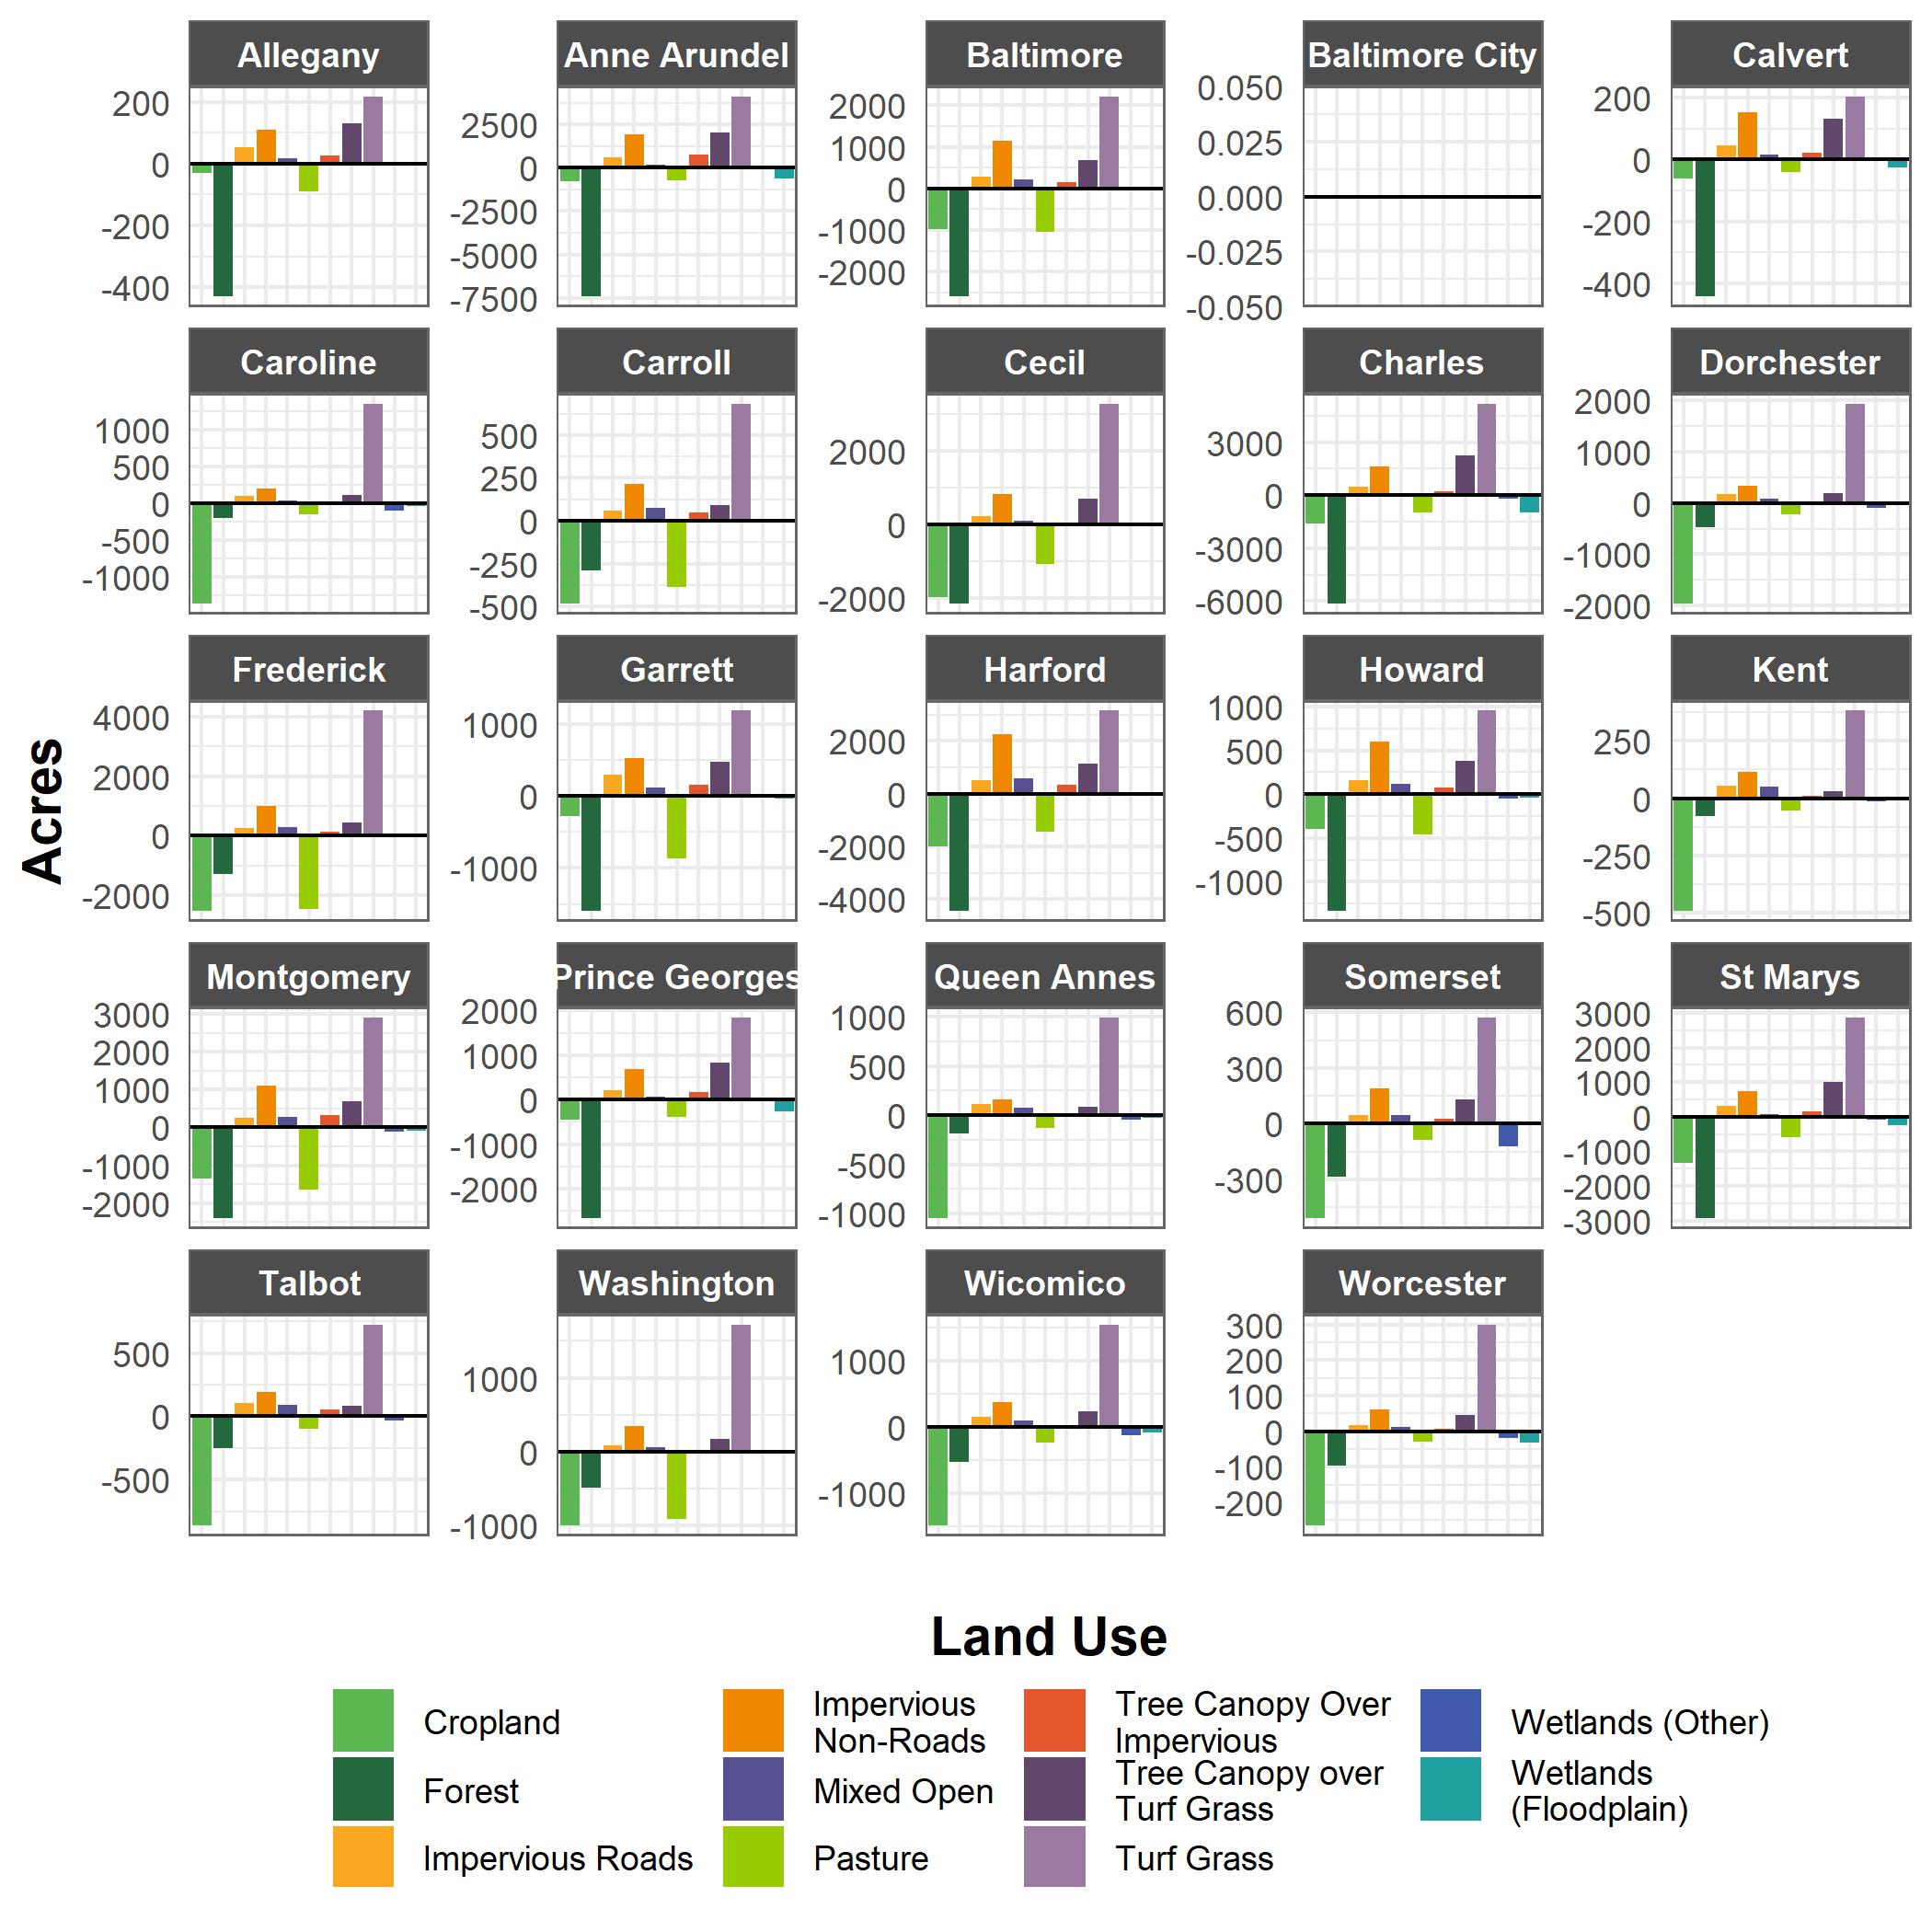 Allegany
Anne Arundel
Baltimore
Baltimore City
Calvert
200
0
-200
-400
2500
0
-2500
-5000
-7500
2000
1000
0
-1000
-2000
0.050
0.025
0.000
-0.025
-0.050
200
0
-200
-400
Caroline
Carroll
Cecil
Charles
Dorchester
1000
500
0
-500
-1000
500
250
0
-250
-500
2000
0
-2000
3000
0
-3000
-6000
2000
1000
0
-1000
-2000
Frederick
Garrett
Harford
Howard
Kent
4000
2000
0
-2000
1000
0
-1000
2000
0
-2000
-4000
1000
500
0
-500
-1000
250
0
-250
-500
Acres
Montgomery
Prince Georges
Queen Annes
Somerset
St Marys
3000
2000
1000
0
-1000
-2000
2000
1000
0
-1000
-2000
1000
500
0
-500
-1000
600
300
0
-300
3000
2000
1000
0
-1000
-2000
-3000
Talbot
Washington
Wicomico
Worcester
500
0
-500
1000
0
-1000
1000
0
-1000
300
200
100
0
-100
-200
Land Use
Cropland
Forest
Impervious Roads
Impervious
Non-Roads
Mixed Open
Pasture
Tree Canopy Over
Impervious
Tree Canopy over
Turf Grass
Turf Grass
Wetlands (Other)
Wetlands
(Floodplain)